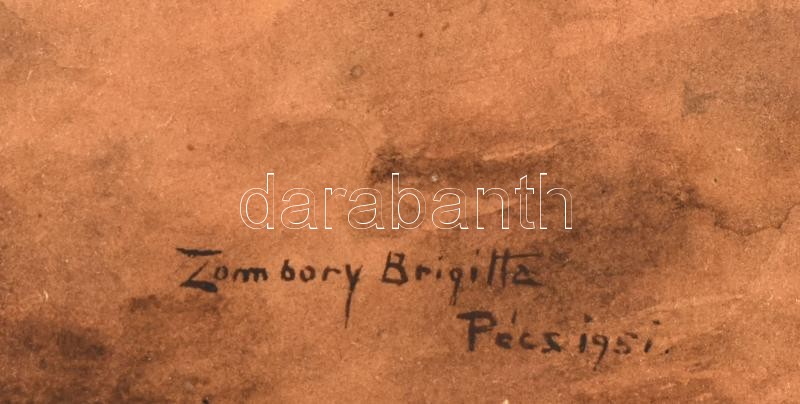 darabanth
Zombory Brigitta
Pécs 1951.